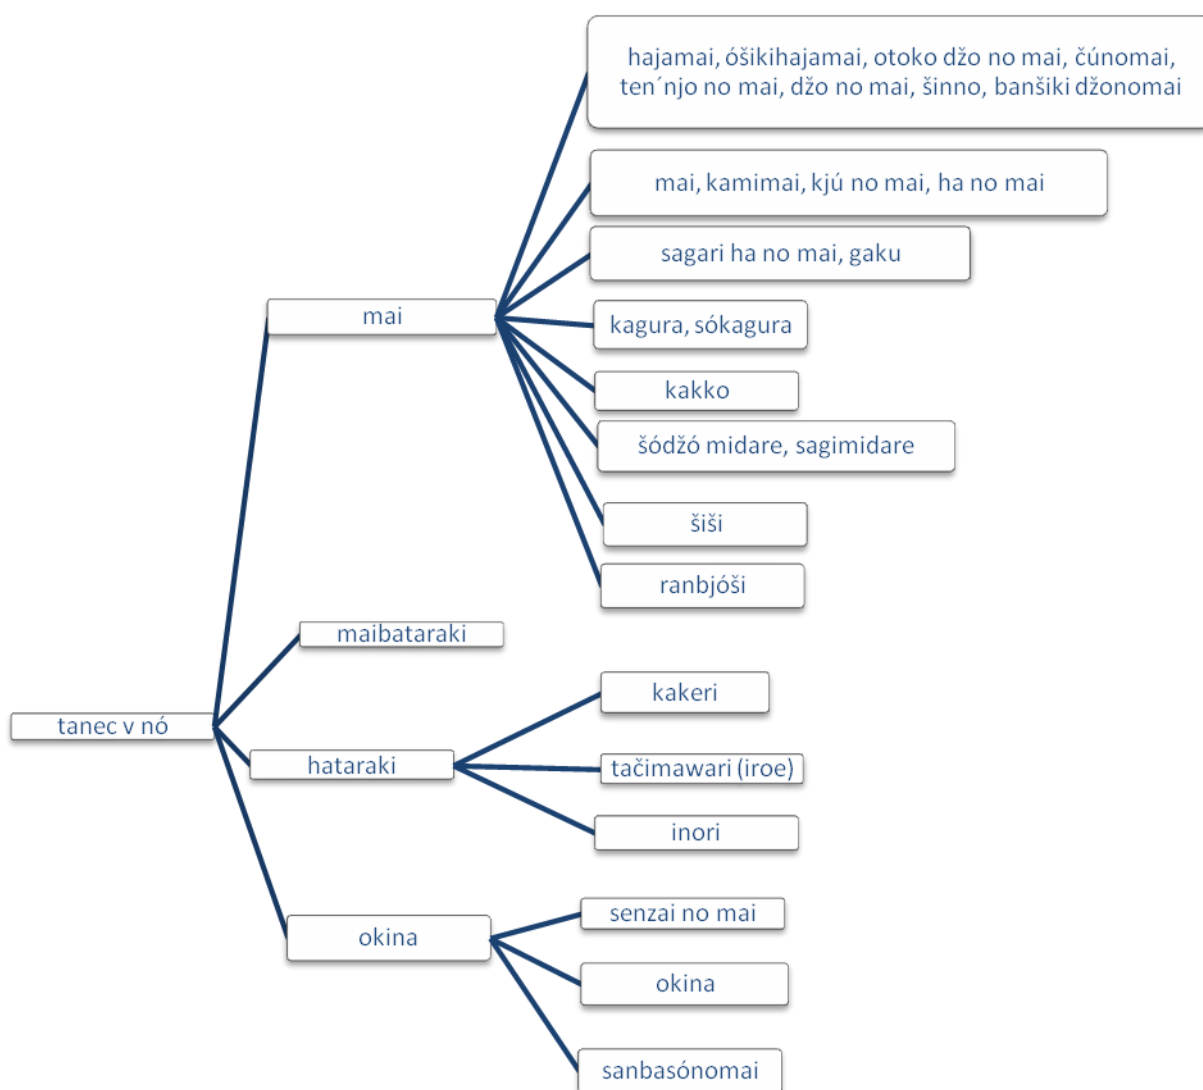 hajamai, óšikihajamai, otoko džo no mai, čúnomai,
ten´njo no mai, džo no mai, šinno, banšiki džonomai
mai, kamimai, kjú no mai, ha no mai
sagari ha no mai, gaku
mai
kagura, sókagura
kakko
šódžó midare, sagimidare
šiši
ranbjóši
maibataraki
kakeri
tanec v nó
hataraki
tačimawari (iroe)
inori
senzai no mai
okina
okina
sanbasónomai